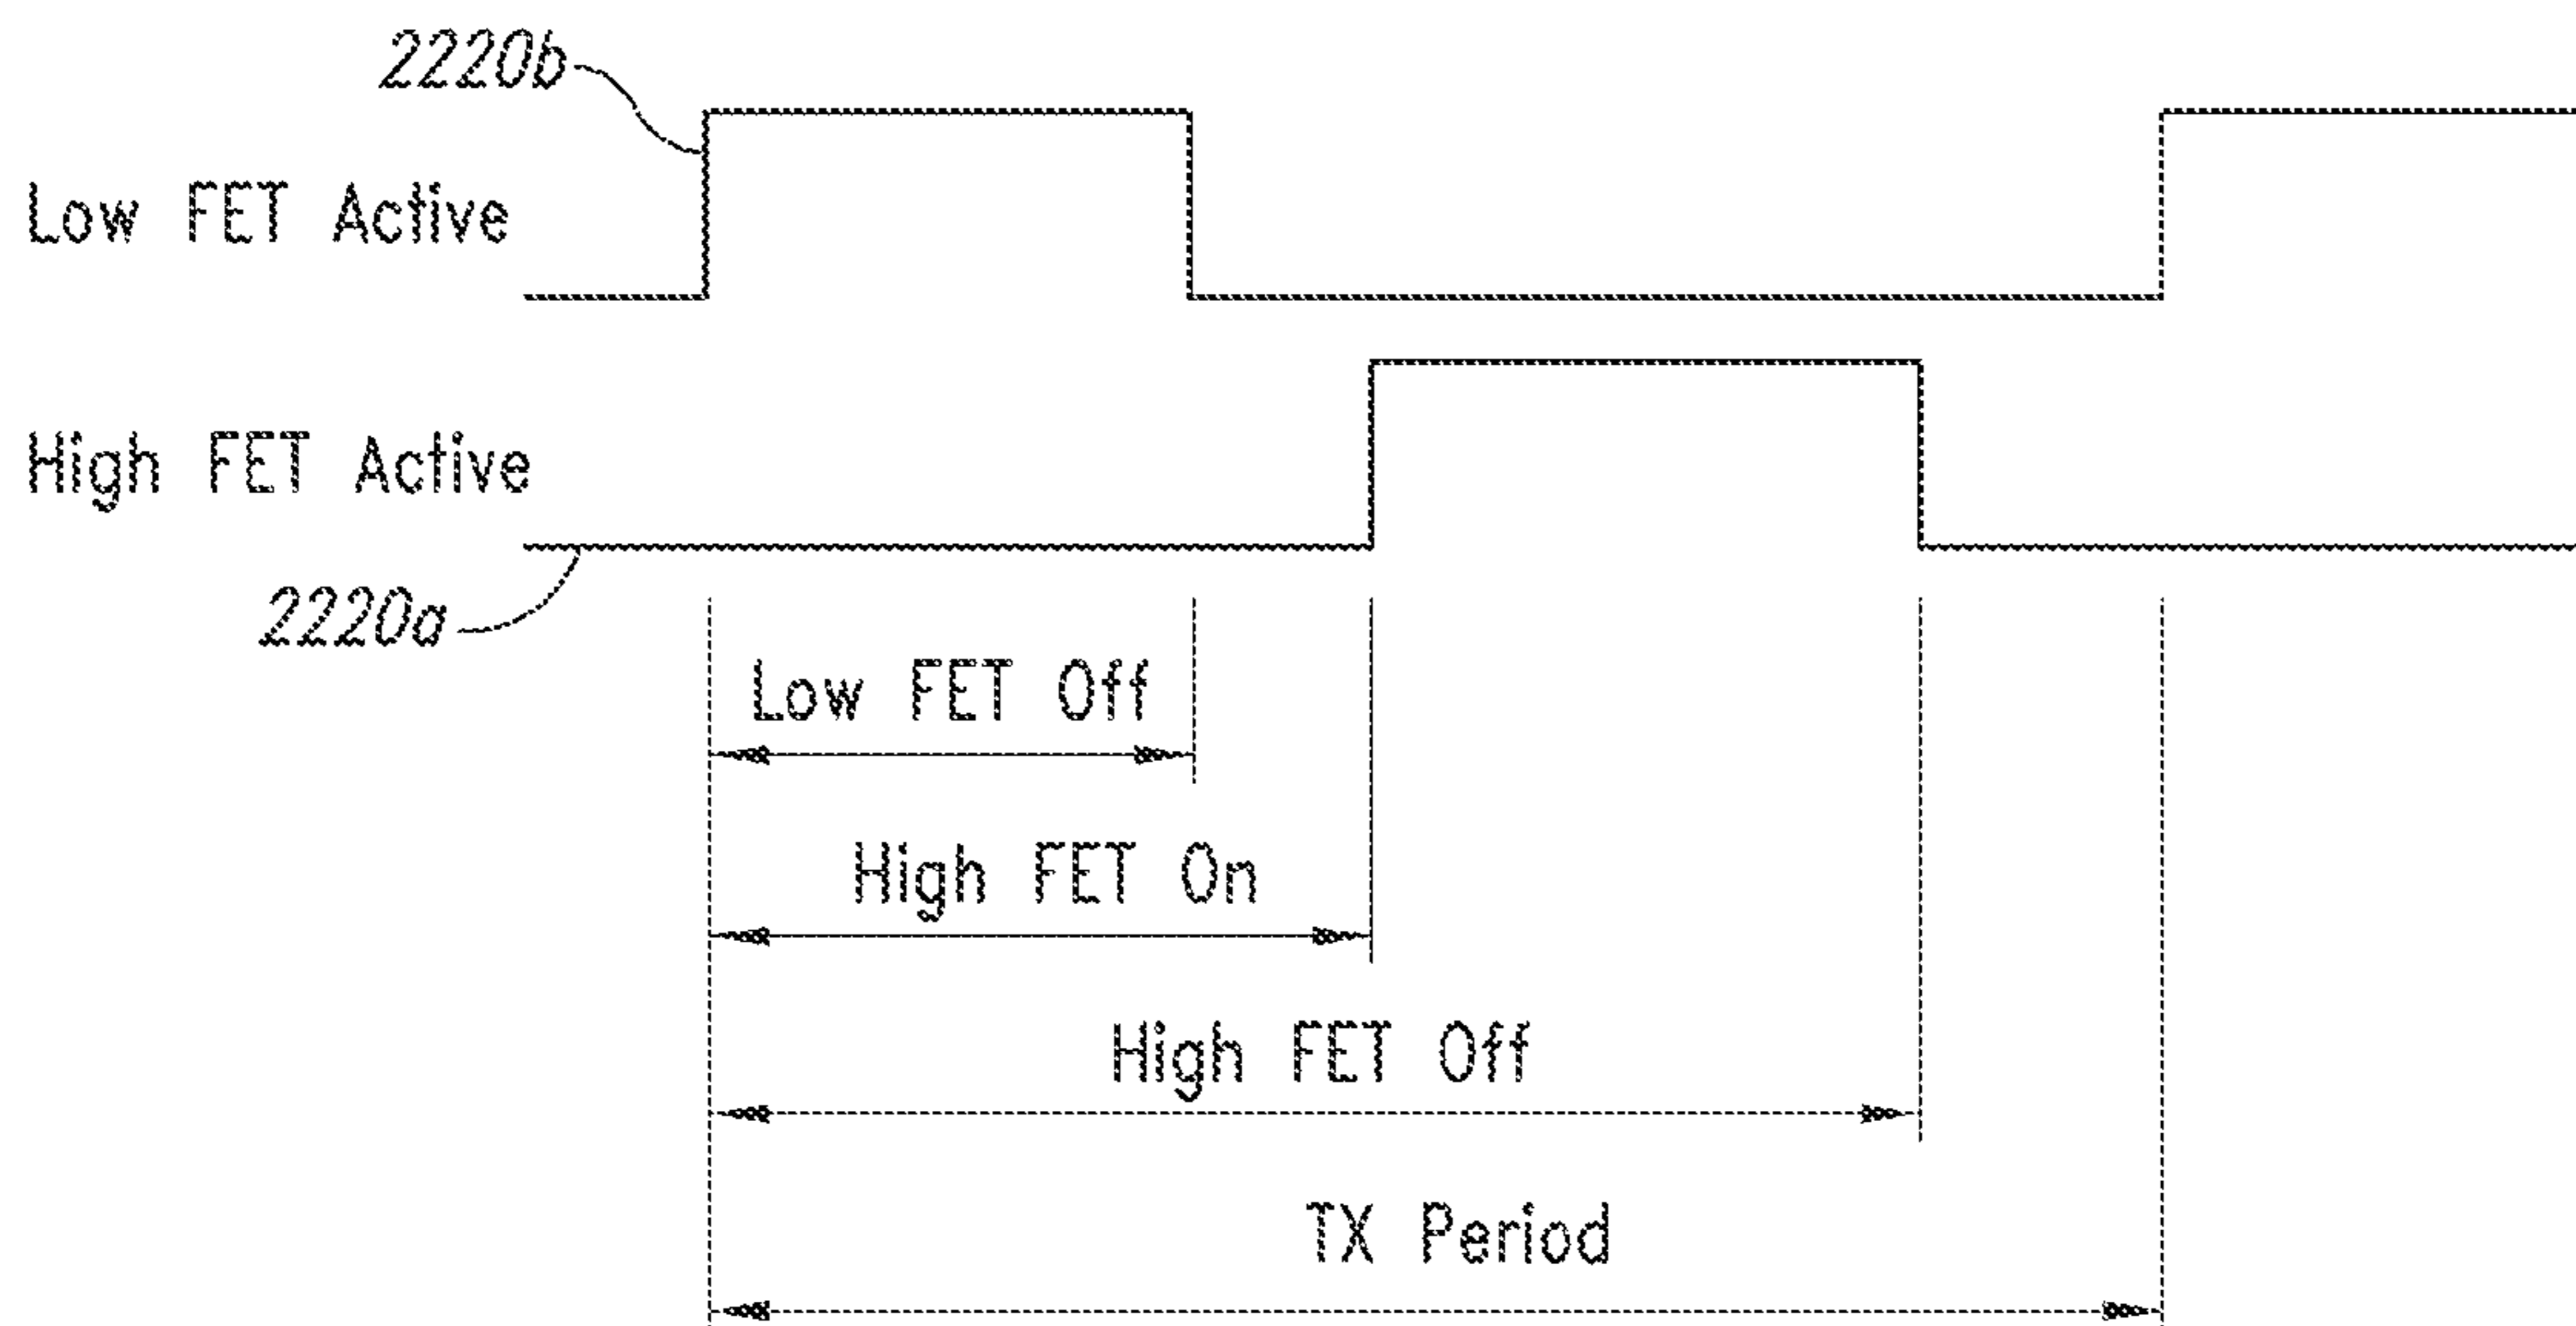 2220b
Low FET Active
High FET Active
2220a
Low FET Off
High FET On
High FET Off
TX Period